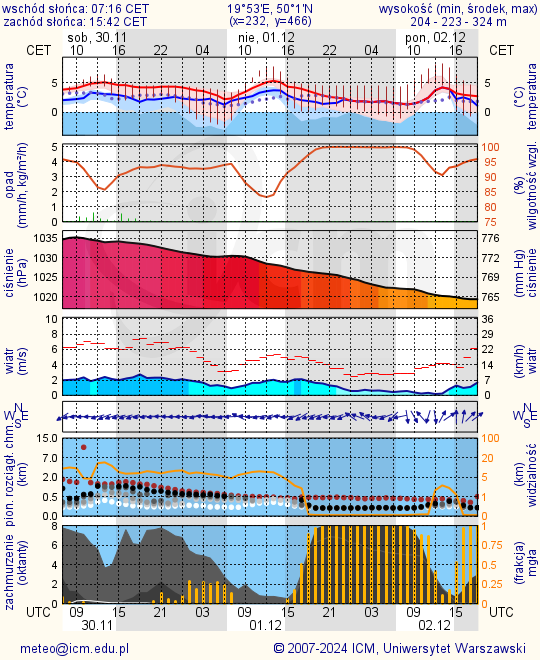 wschód słońca: 07:16 CET 19°53'E, 50°1'N wysokość (min, środek, max)
zachód słońca: 15:42 CET (x=232, y=466) 204 - 223 - 324 m
sob, 30.11 nie, 01.12 pon, 02.12
CET 10 16 22 04 10 16 22 04 10 16 CET
temperatura (°C) 5 0 5 0 (°C) temperatura
opad (mm/h, kg/m²/h) 5 4 3 2 1 0 100 95 90 85 80 75 (%) wilgotność wzgl.
ciśnienie (hPa) 1035 1030 1025 1020 776 772 769 765 (mm Hg) ciśnienie
wiatr (m/s) 10 8 6 4 2 0 36 29 22 14 7 0 (km/h) wiatr
N W E S N W E S
pion. rozciągł. chm. (km) 15.0 7.0 2.0 1.0 0.5 0.0 100 20 10 5 1 0 (km) widzialność
zachmurzenie (oktanty) 8 6 4 2 0 1 0.75 0.5 0.25 0 (frakcja) mgła
UTC 09 15 21 03 09 15 21 03 09 15 UTC
30.11 01.12 02.12
meteo@icm.edu.pl © 2007-2024 ICM, Uniwersytet Warszawski